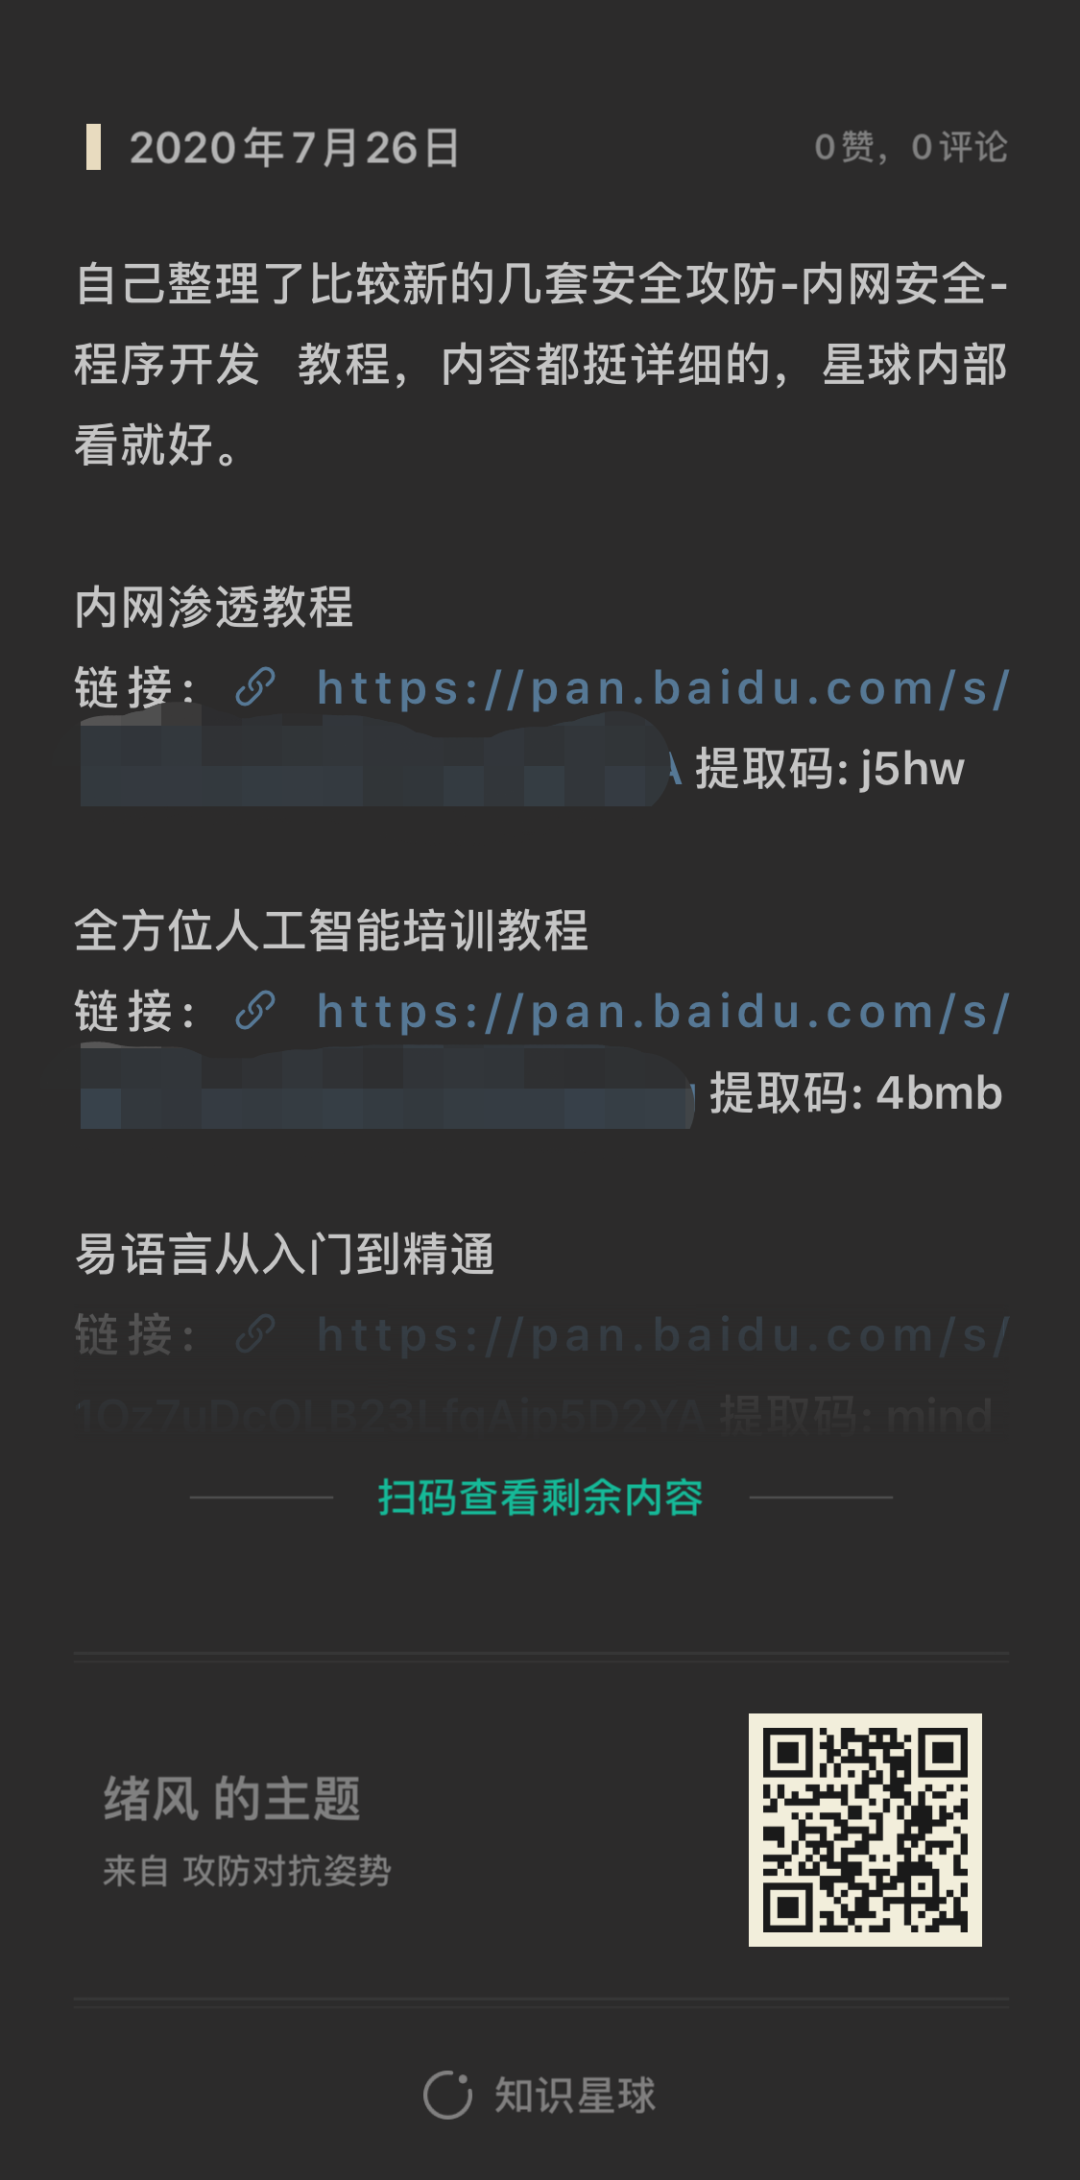 2020年7月26日
0赞，0评论
自己整理了比较新的几套安全攻防-内网安全-
程序开发 教程，内容都挺详细的，星球内部
看就好。
内网渗透教程
链接： https://pan.baidu.com/s/
提取码: j5hw
全方位人工智能培训教程
链接： https://pan.baidu.com/s/
提取码: 4bmb
易语言从入门到精通
链接： https://pan.baidu.com/s/
提取码: mind
扫码查看剩余内容
绪风 的主题
来自 攻防对抗姿势
知识星球